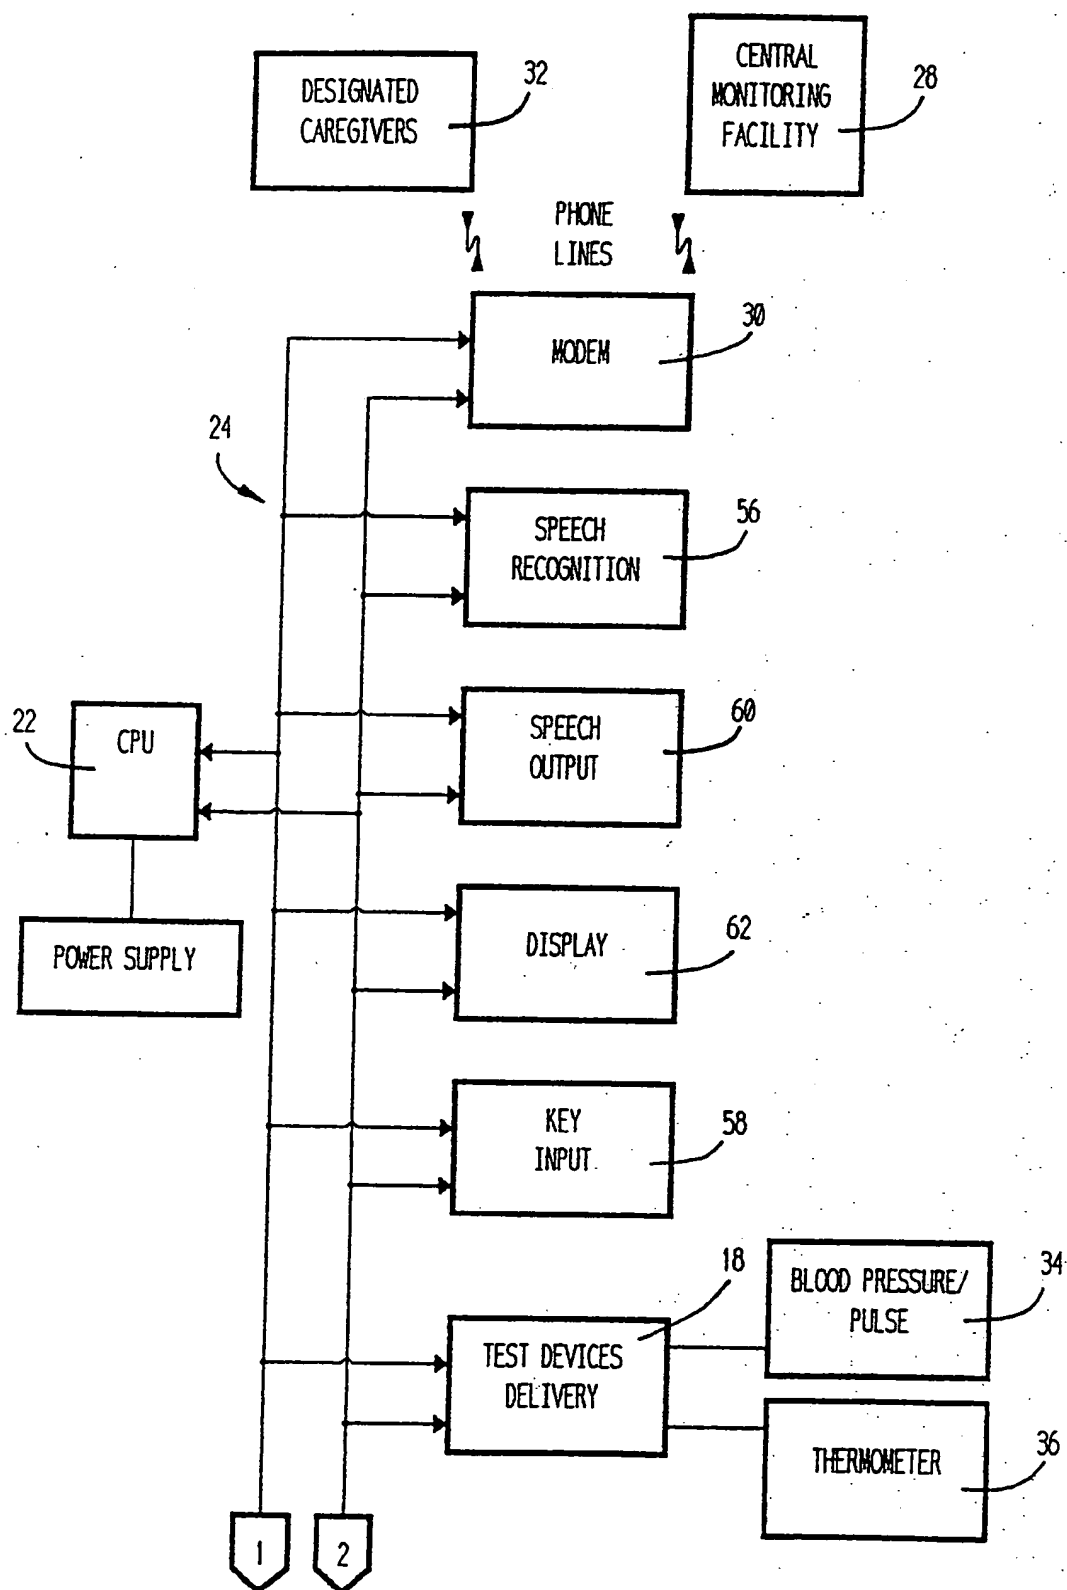 DESIGNATED
CAREGIVERS
32
CENTRAL
MONITORING
FACILITY
28
PHONE
LINES
MODEM
30
24
SPEECH
RECOGNITION
56
22
CPU
SPEECH
OUTPUT
60
POWER SUPPLY
DISPLAY
62
KEY
INPUT
58
TEST DEVICES
DELIVERY
18
BLOOD PRESSURE/
PULSE
34
THERMOMETER
36
1
2